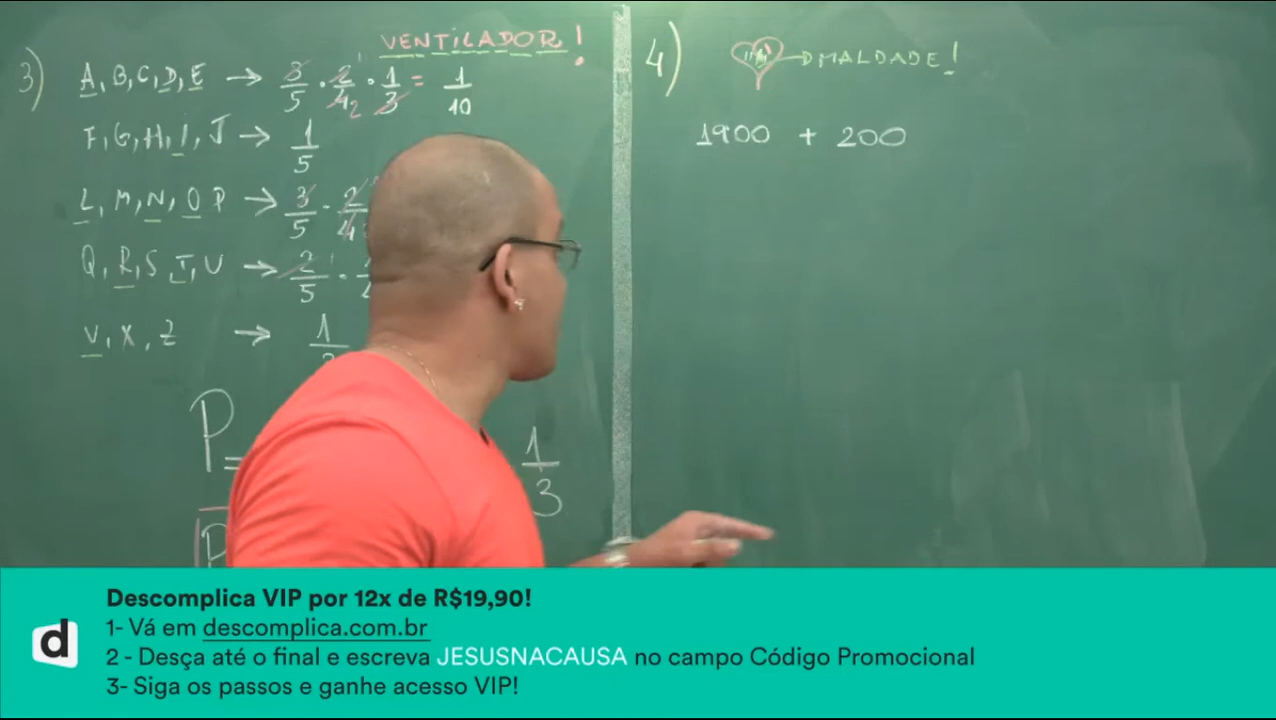 VENTILADOR!
3) A, B, C, D, E → 3/5 · 2/4 · 1/3 = 1/10
F, G, H, I, J → 1/5
L, M, N, O P → 3/5 · 2/4
Q, R, S, T, U → 2/5 ·
V, X, Z → 1
P =
1/3
P
4) MALDADE!
1900 + 200
d
Descomplica VIP por 12x de R$19,90!
1- Vá em descomplica.com.br
2 - Desça até o final e escreva JESUSNACAUSA no campo Código Promocional
3- Siga os passos e ganhe acesso VIP!